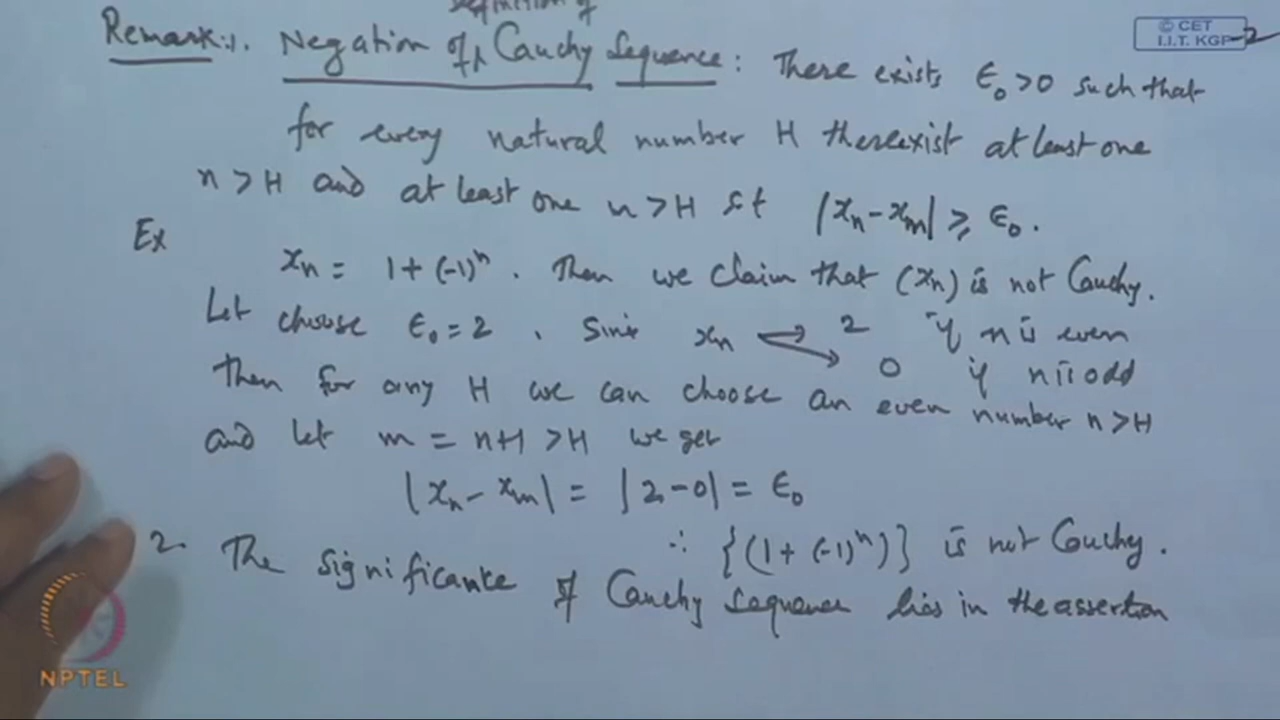 Definition of
© CET
I.I.T. KGP
-2
Remark:1. Negation of Cauchy Sequence: There exists ϵ₀>0 such that
for every natural number H there exist at least one
n>H and at least one n>H st |xₙ-xₘ| ≥ ϵ₀.
Ex
xₙ = 1+(-1)ⁿ. Then we claim that (xₙ) is not Cauchy.
Let choose ϵ₀=2. Since xₙ 2 if n is even
0 if n is odd
Then for any H we can choose an even number n>H
and let m = n+1 >H we get
|xₙ-xₘ| = |2-0| = ϵ₀
∴ {(1+(-1)ⁿ)} is not Cauchy.
2. The significance of Cauchy sequence lies in the assertion
NPTEL